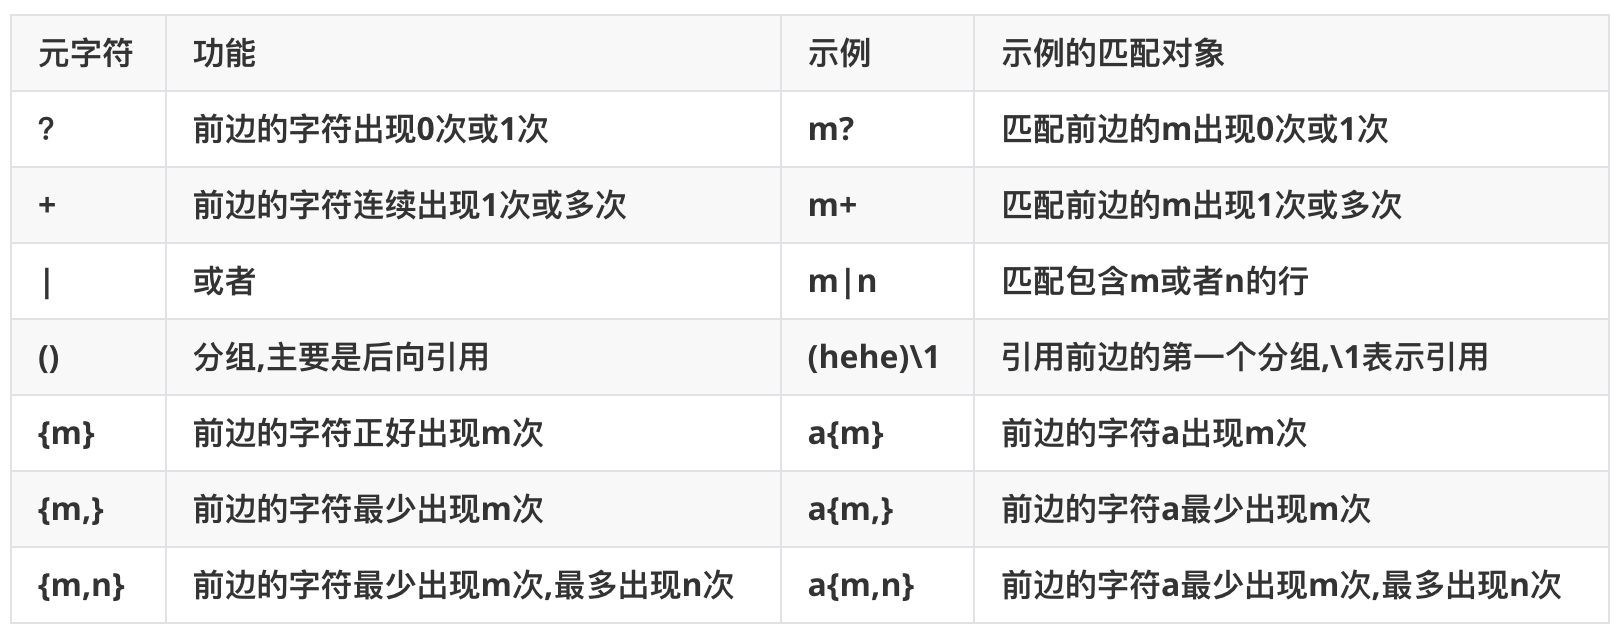 元字符 功能 示例 示例的匹配对象
? 前边的字符出现0次或1次 m? 匹配前边的m出现0次或1次
+ 前边的字符连续出现1次或多次 m+ 匹配前边的m出现1次或多次
| 或者 m|n 匹配包含m或者n的行
() 分组,主要是后向引用 (hehe)\1 引用前边的第一个分组,\1表示引用
{m} 前边的字符正好出现m次 a{m} 前边的字符a出现m次
{m,} 前边的字符最少出现m次 a{m,} 前边的字符a最少出现m次
{m,n} 前边的字符最少出现m次,最多出现n次 a{m,n} 前边的字符a最少出现m次,最多出现n次